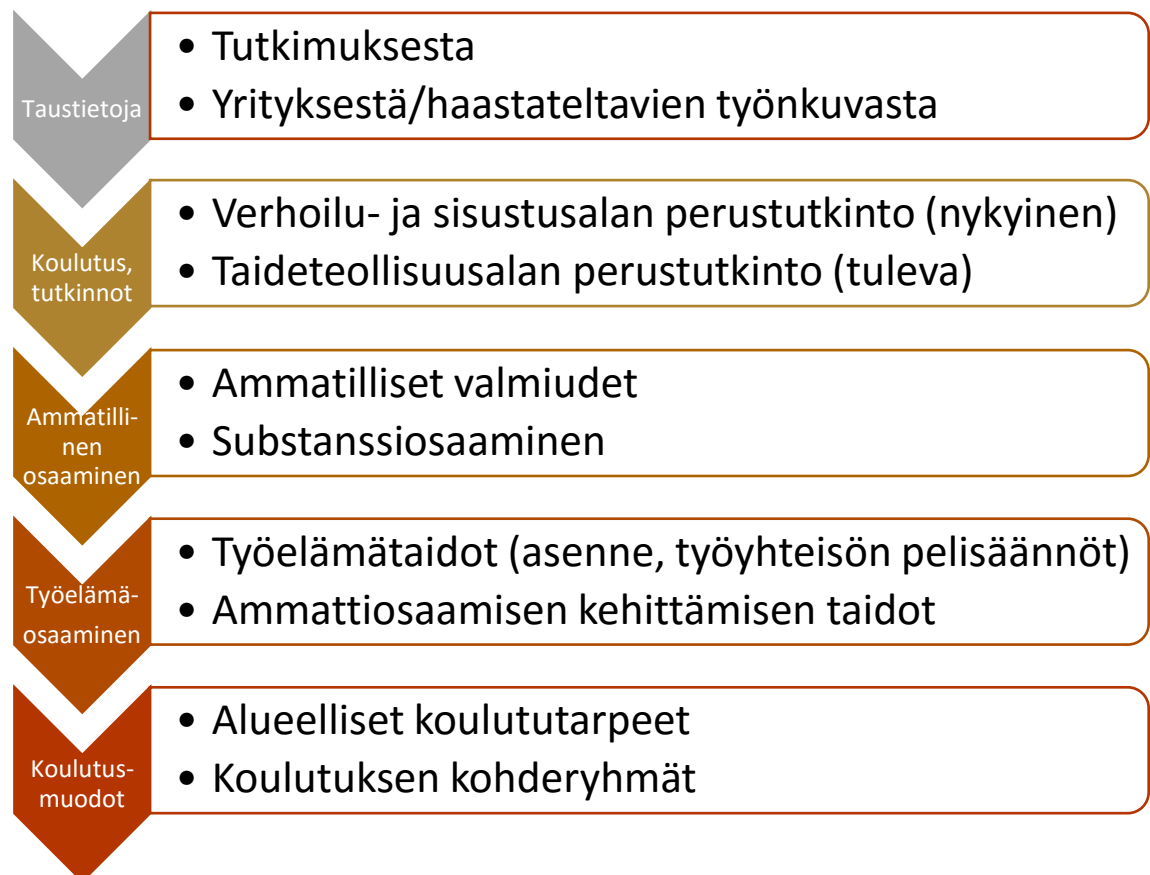 Taustietoja
• Tutkimuksesta
• Yrityksestä/haastateltavien työnkuvasta
Koulutus,
tutkinnot
• Verhoilu- ja sisustusalan perustutkinto (nykyinen)
• Taideteollisuusalan perustutkinto (tuleva)
Ammatilli-
nen
osaaminen
• Ammatilliset valmiudet
• Substanssiosaaminen
Työelämä-
osaaminen
• Työelämätaidot (asenne, työyhteisön pelisäännöt)
• Ammattiosaamisen kehittämisen taidot
Koulutus-
muodot
• Alueelliset koulututarpeet
• Koulutuksen kohderyhmät